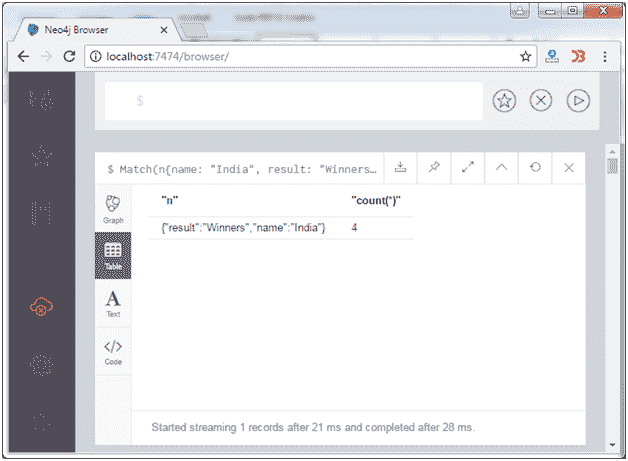 Neo4j Browser
localhost:7474/browser/
$
$ Match(n{name: "India", result: "Winners…
"n" "count(*)"
Graph
{"result":"Winners","name":"India"} 4
Table
A
Text
</>
Code
Started streaming 1 records after 21 ms and completed after 28 ms.